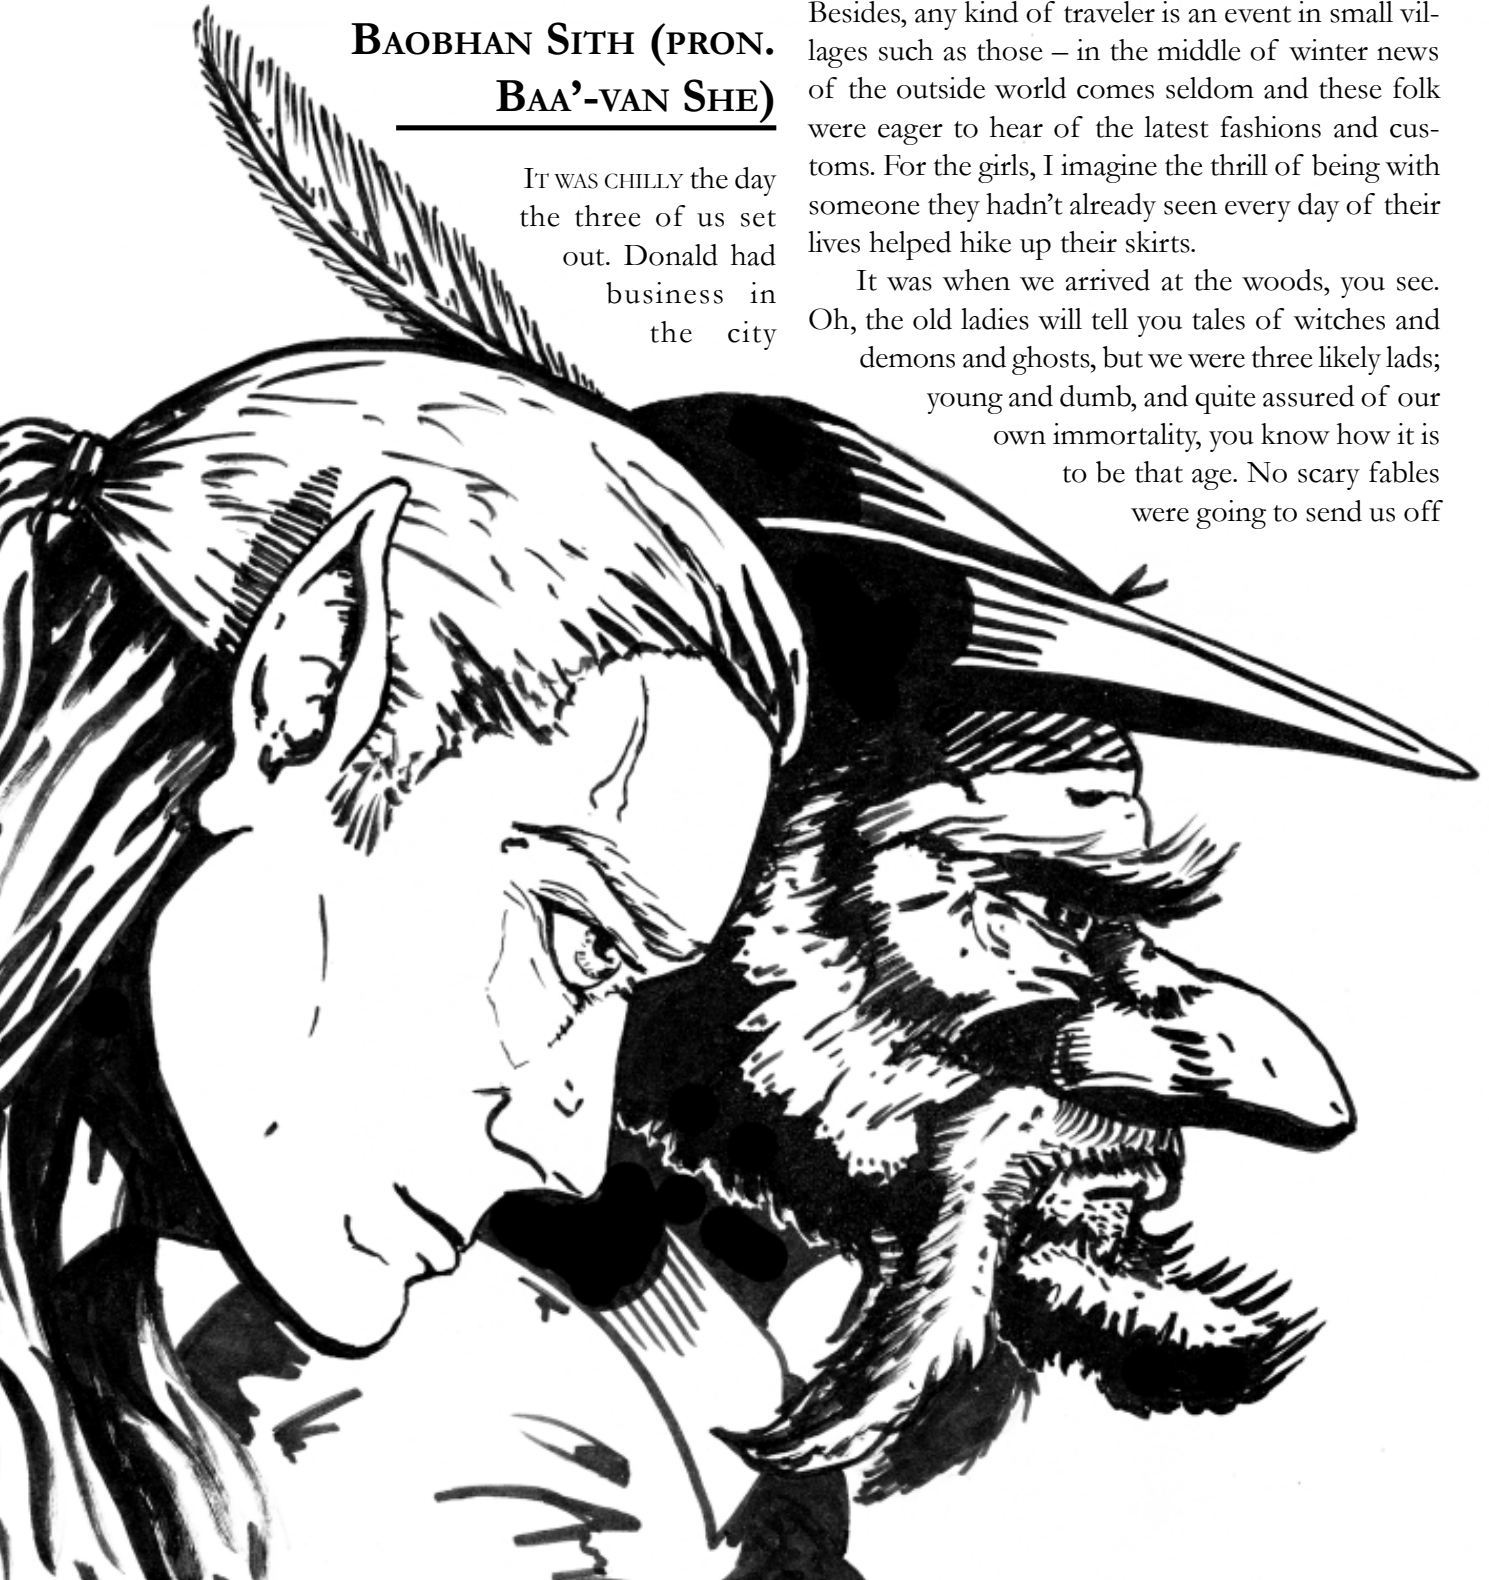 Baobhan Sith (pron.
Baa’-van She)
It was chilly the day
the three of us set
out. Donald had
business in
the city
Besides, any kind of traveler is an event in small vil-
lages such as those – in the middle of winter news
of the outside world comes seldom and these folk
were eager to hear of the latest fashions and cus-
toms. For the girls, I imagine the thrill of being with
someone they hadn’t already seen every day of their
lives helped hike up their skirts.
It was when we arrived at the woods, you see.
Oh, the old ladies will tell you tales of witches and
demons and ghosts, but we were three likely lads;
young and dumb, and quite assured of our
own immortality, you know how it is
to be that age. No scary fables
were going to send us off